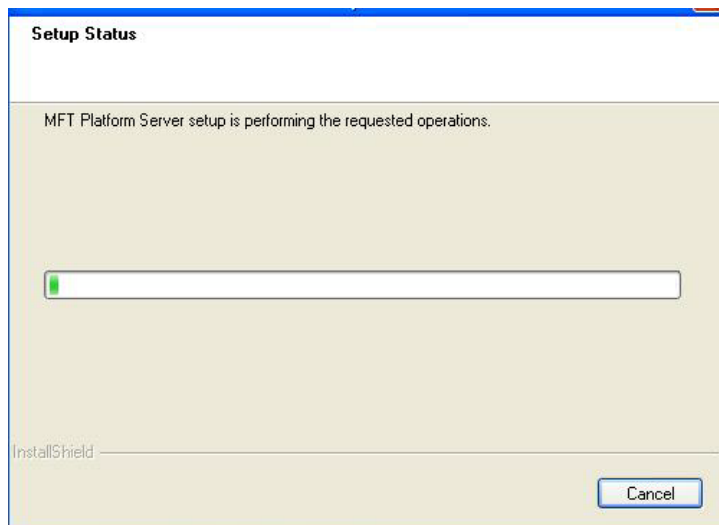 Setup Status
MFT Platform Server setup is performing the requested operations.
InstallShield
Cancel